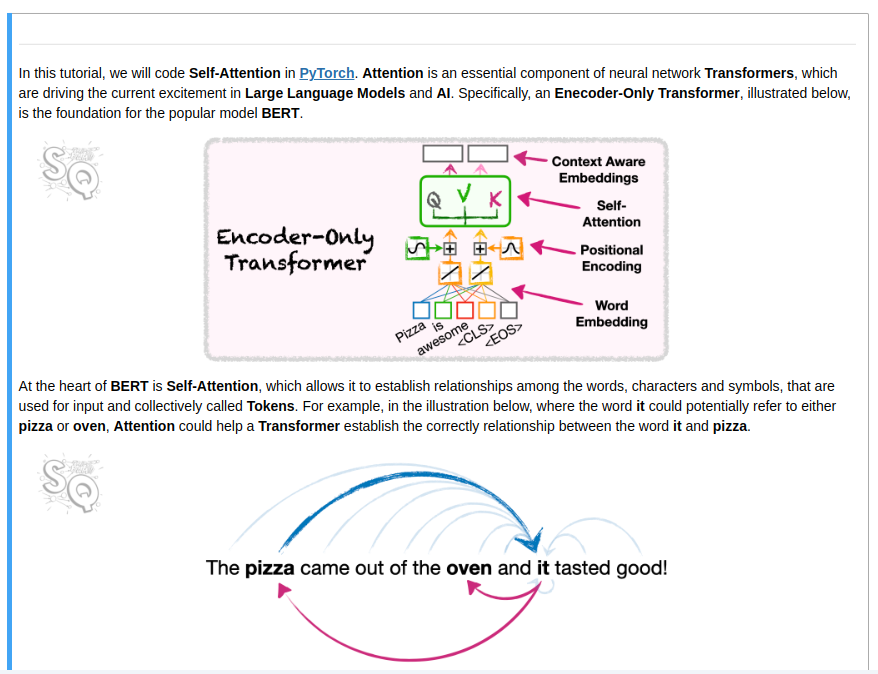 In this tutorial, we will code Self-Attention in PyTorch. Attention is an essential component of neural network Transformers, which
are driving the current excitement in Large Language Models and AI. Specifically, an Enecoder-Only Transformer, illustrated below,
is the foundation for the popular model BERT.
SQ
Encoder-Only
Transformer
Q V K
Context Aware
Embeddings
Self-
Attention
Positional
Encoding
Word
Embedding
Pizza is awesome <CLS> <EOS>
At the heart of BERT is Self-Attention, which allows it to establish relationships among the words, characters and symbols, that are
used for input and collectively called Tokens. For example, in the illustration below, where the word it could potentially refer to either
pizza or oven, Attention could help a Transformer establish the correctly relationship between the word it and pizza.
SQ
The pizza came out of the oven and it tasted good!